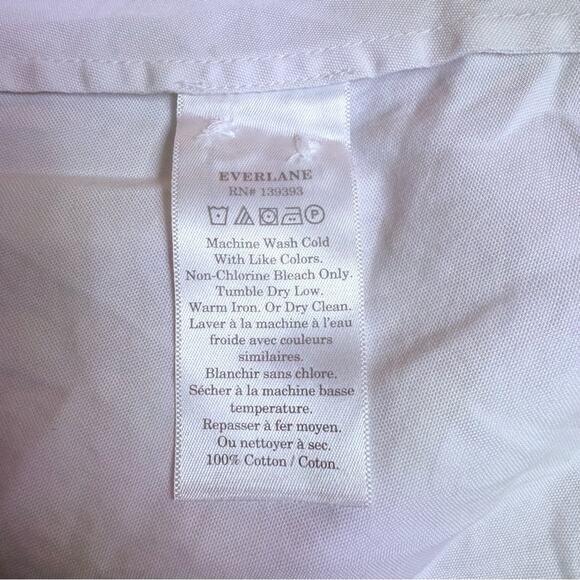 EVERLANE
RN# 139393
Machine Wash Cold
With Like Colors.
Non-Chlorine Bleach Only.
Tumble Dry Low.
Warm Iron. Or Dry Clean.
Laver à la machine à l'eau
froide avec couleurs
similaires.
Blanchir sans chlore.
Sécher à la machine basse
temperature.
Repasser à fer moyen.
Ou nettoyer à sec.
100% Cotton / Coton.